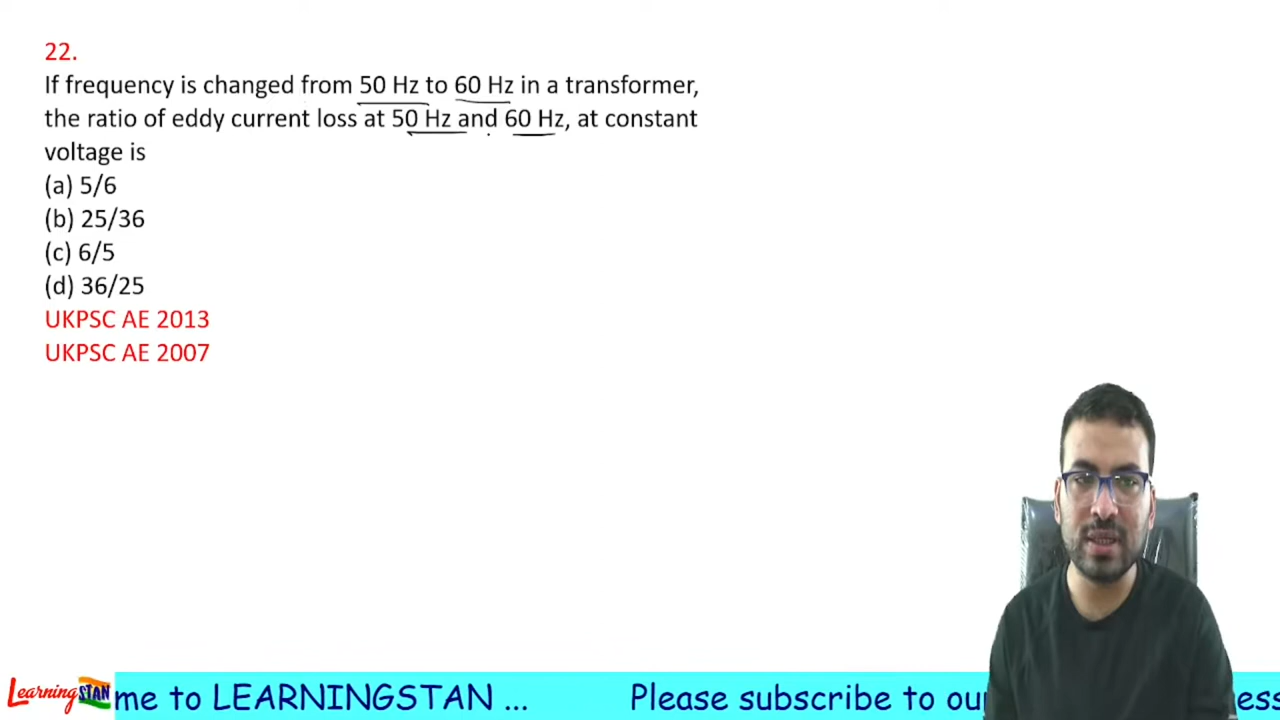 22.
If frequency is changed from 50 Hz to 60 Hz in a transformer,
the ratio of eddy current loss at 50 Hz and 60 Hz, at constant
voltage is
(a) 5/6
(b) 25/36
(c) 6/5
(d) 36/25
UKPSC AE 2013
UKPSC AE 2007
LearningSTAN
me to LEARNINGSTAN ... Please subscribe to ou